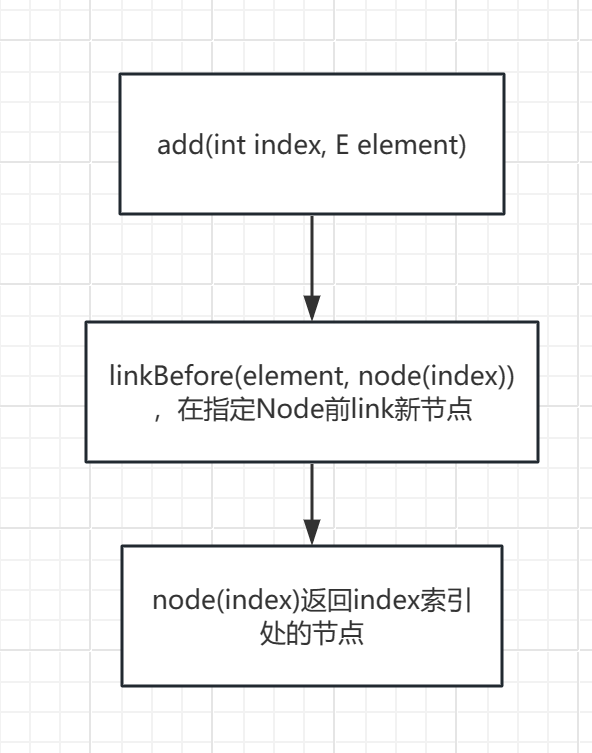 add(int index, E element)
linkBefore(element, node(index))
，在指定Node前link新节点
node(index)返回index索引
处的节点